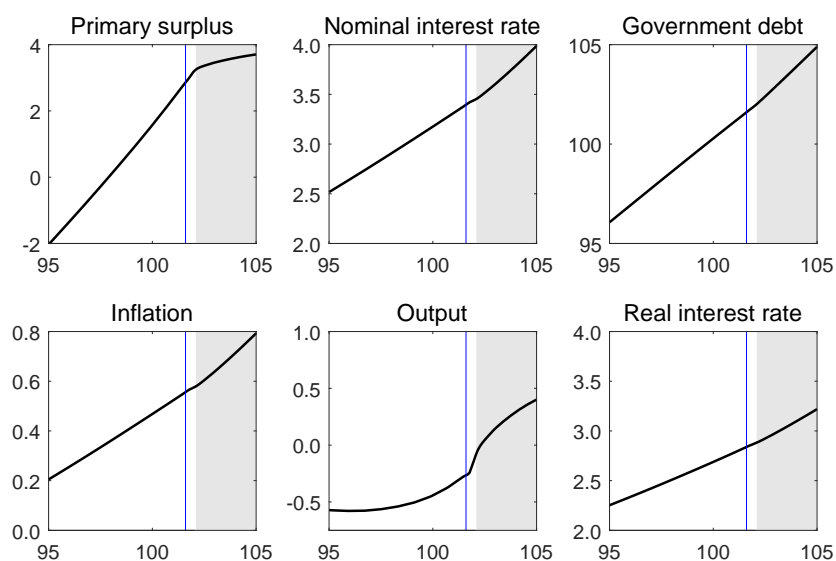 Primary surplus
4
2
0
-2
95 100 105
Nominal interest rate
4.0
3.5
3.0
2.5
2.0
95 100 105
Government debt
105
100
95
95 100 105
Inflation
0.8
0.6
0.4
0.2
0.0
95 100 105
Output
1.0
0.5
0.0
-0.5
95 100 105
Real interest rate
4.0
3.5
3.0
2.5
2.0
95 100 105